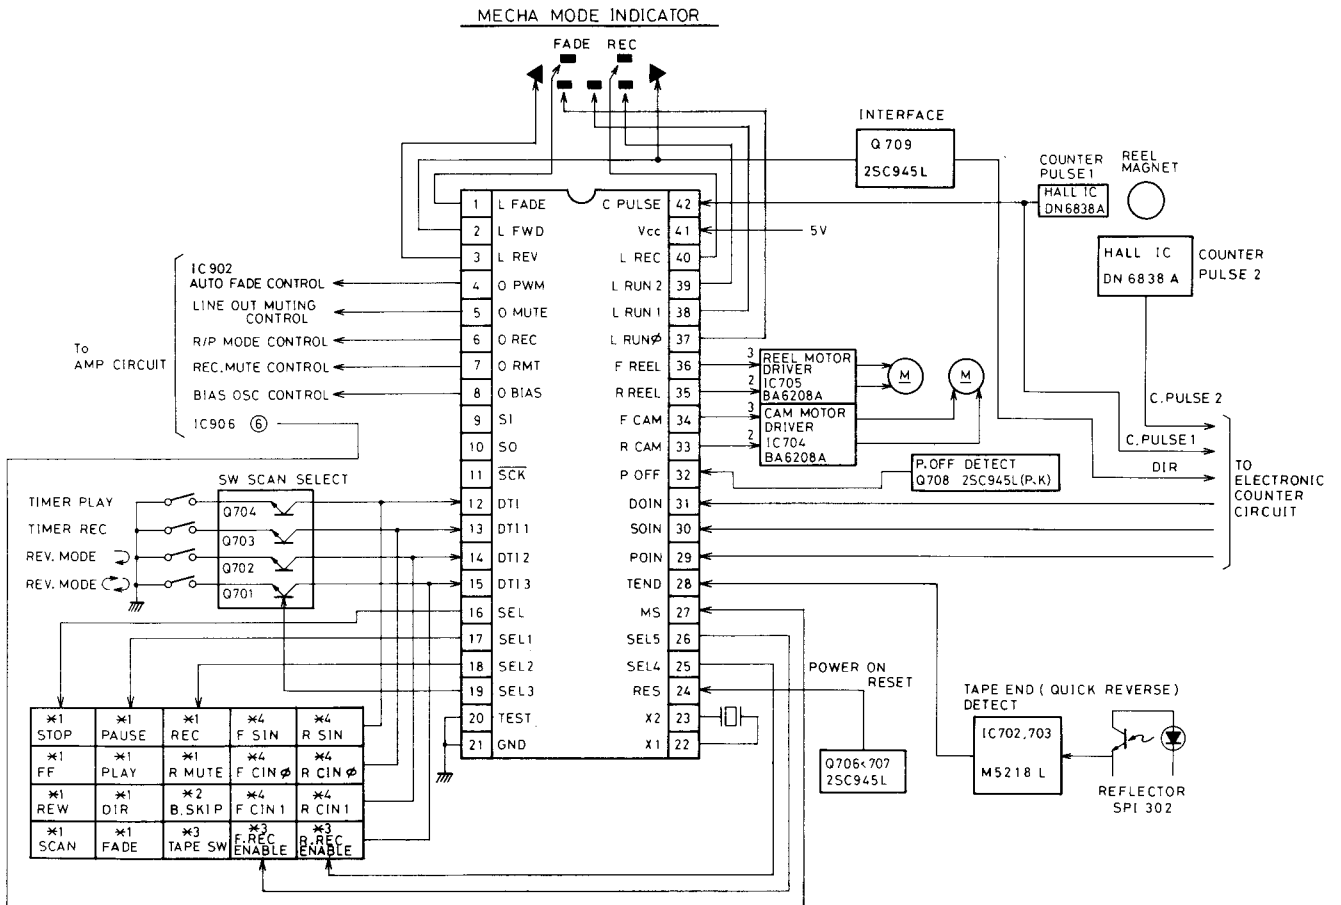 MECHA MODE INDICATOR
FADE REC
INTERFACE
Q 709
2SC945L
COUNTER
PULSE 1
HALL IC
DN6838A
REEL
MAGNET
HALL IC
DN 6838 A
COUNTER
PULSE 2
5V
1 L FADE
2 L FWD
3 L REV
4 O PWM
5 O MUTE
6 O REC
7 O RMT
8 O BIAS
9 SI
10 SO
11 SCK
12 DTI
13 DTI 1
14 DTI 2
15 DTI 3
16 SEL
17 SEL1
18 SEL2
19 SEL3
20 TEST
21 GND
C PULSE 42
Vcc 41
L REC 40
L RUN 2 39
L RUN 1 38
L RUNØ 37
F REEL 36
R REEL 35
F CAM 34
R CAM 33
P OFF 32
DOIN 31
SOIN 30
POIN 29
TEND 28
MS 27
SEL5 26
SEL4 25
RES 24
X2 23
X1 22
To
AMP CIRCUIT
IC902
AUTO FADE CONTROL
LINE OUT MUTING
CONTROL
R/P MODE CONTROL
REC.MUTE CONTROL
BIAS OSC CONTROL
IC906 ⑥
3
2
REEL MOTOR
DRIVER
IC705
BA6208A
3
2
CAM MOTOR
DRIVER
IC704
BA6208A
M
M
P.OFF DETECT
Q708 2SC945L(P.K)
C.PULSE 2
C.PULSE1
DIR
TO
ELECTRONIC
COUNTER
CIRCUIT
SW SCAN SELECT
TIMER PLAY
TIMER REC
REV. MODE
REV. MODE
Q704
Q703
Q702
Q701
POWER ON
RESET
Q706‹707
2SC945L
TAPE END ( QUICK REVERSE)
DETECT
IC702,703
M5218 L
REFLECTOR
SPI 302
*1 *1 *1 *4 *4
STOP PAUSE REC F SIN R SIN
*1 *1 *1 *4 *4
FF PLAY R MUTE F CINØ R CINØ
*1 *1 *2 *4 *4
REW DIR B.SKIP F CIN 1 R CIN 1
*1 *1 *3 *3 *3
SCAN FADE TAPE SW F.REC ENABLE R.REC ENABLE